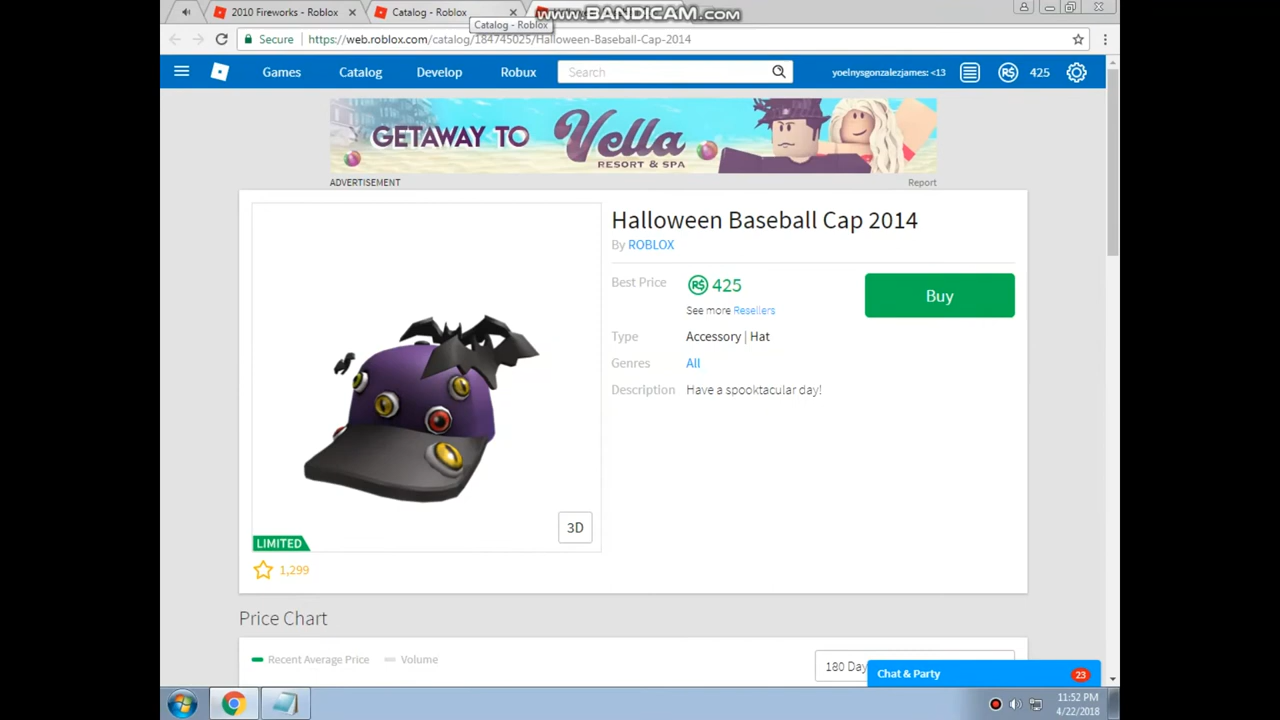 2010 Fireworks - Roblox
Catalog - Roblox
www.BANDICAM.com
Catalog - Roblox
Secure
https://web.roblox.com/catalog/184745025/Halloween-Baseball-Cap-2014
Games
Catalog
Develop
Robux
Search
yoelnysgonzalezjames: <13
R$
425
GETAWAY TO
Vella
RESORT & SPA
ADVERTISEMENT
Report
Halloween Baseball Cap 2014
By ROBLOX
Best Price
R$ 425
Buy
See more Resellers
Type
Accessory | Hat
Genres
All
Description
Have a spooktacular day!
3D
LIMITED
1,299
Price Chart
Recent Average Price
Volume
180 Day
Chat & Party
23
11:52 PM
4/22/2018